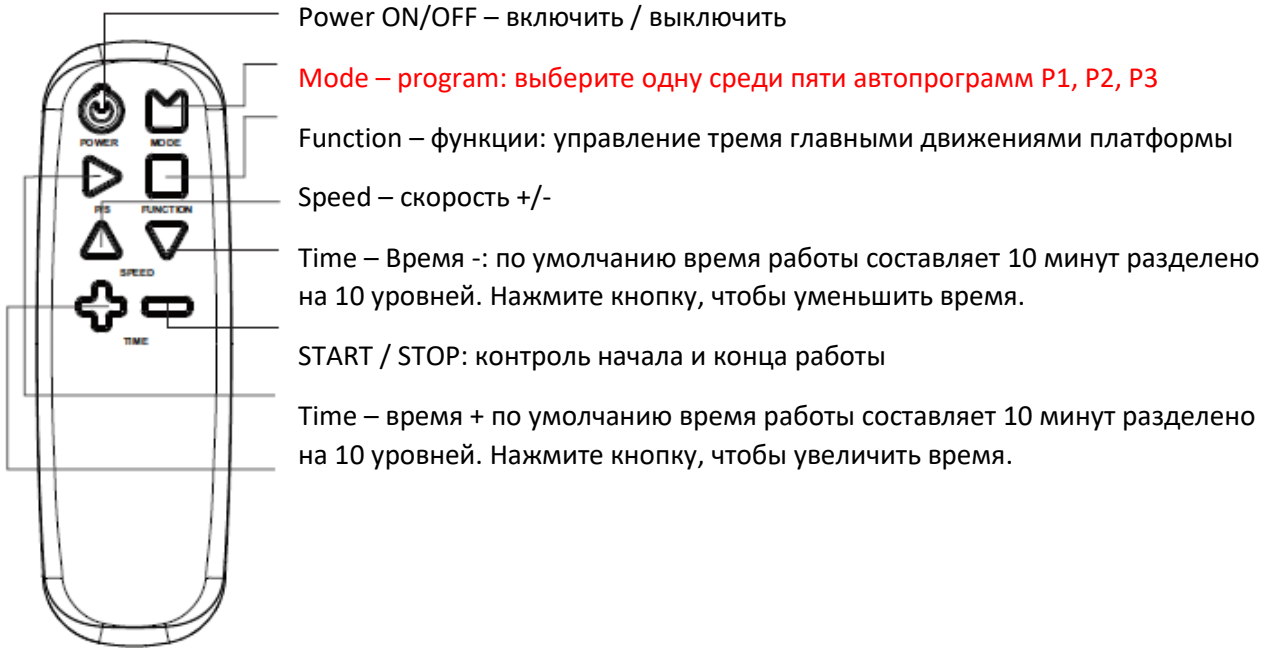 Power ON/OFF – включить / выключить
Mode – program: выберите одну среди пяти автопрограмм P1, P2, P3
Function – функции: управление тремя главными движениями платформы
Speed – скорость +/-
Time – Время -: по умолчанию время работы составляет 10 минут разделено
на 10 уровней. Нажмите кнопку, чтобы уменьшить время.
START / STOP: контроль начала и конца работы
Time – время + по умолчанию время работы составляет 10 минут разделено
на 10 уровней. Нажмите кнопку, чтобы увеличить время.
POWER MODE
P/S FUNCTION
SPEED
TIME